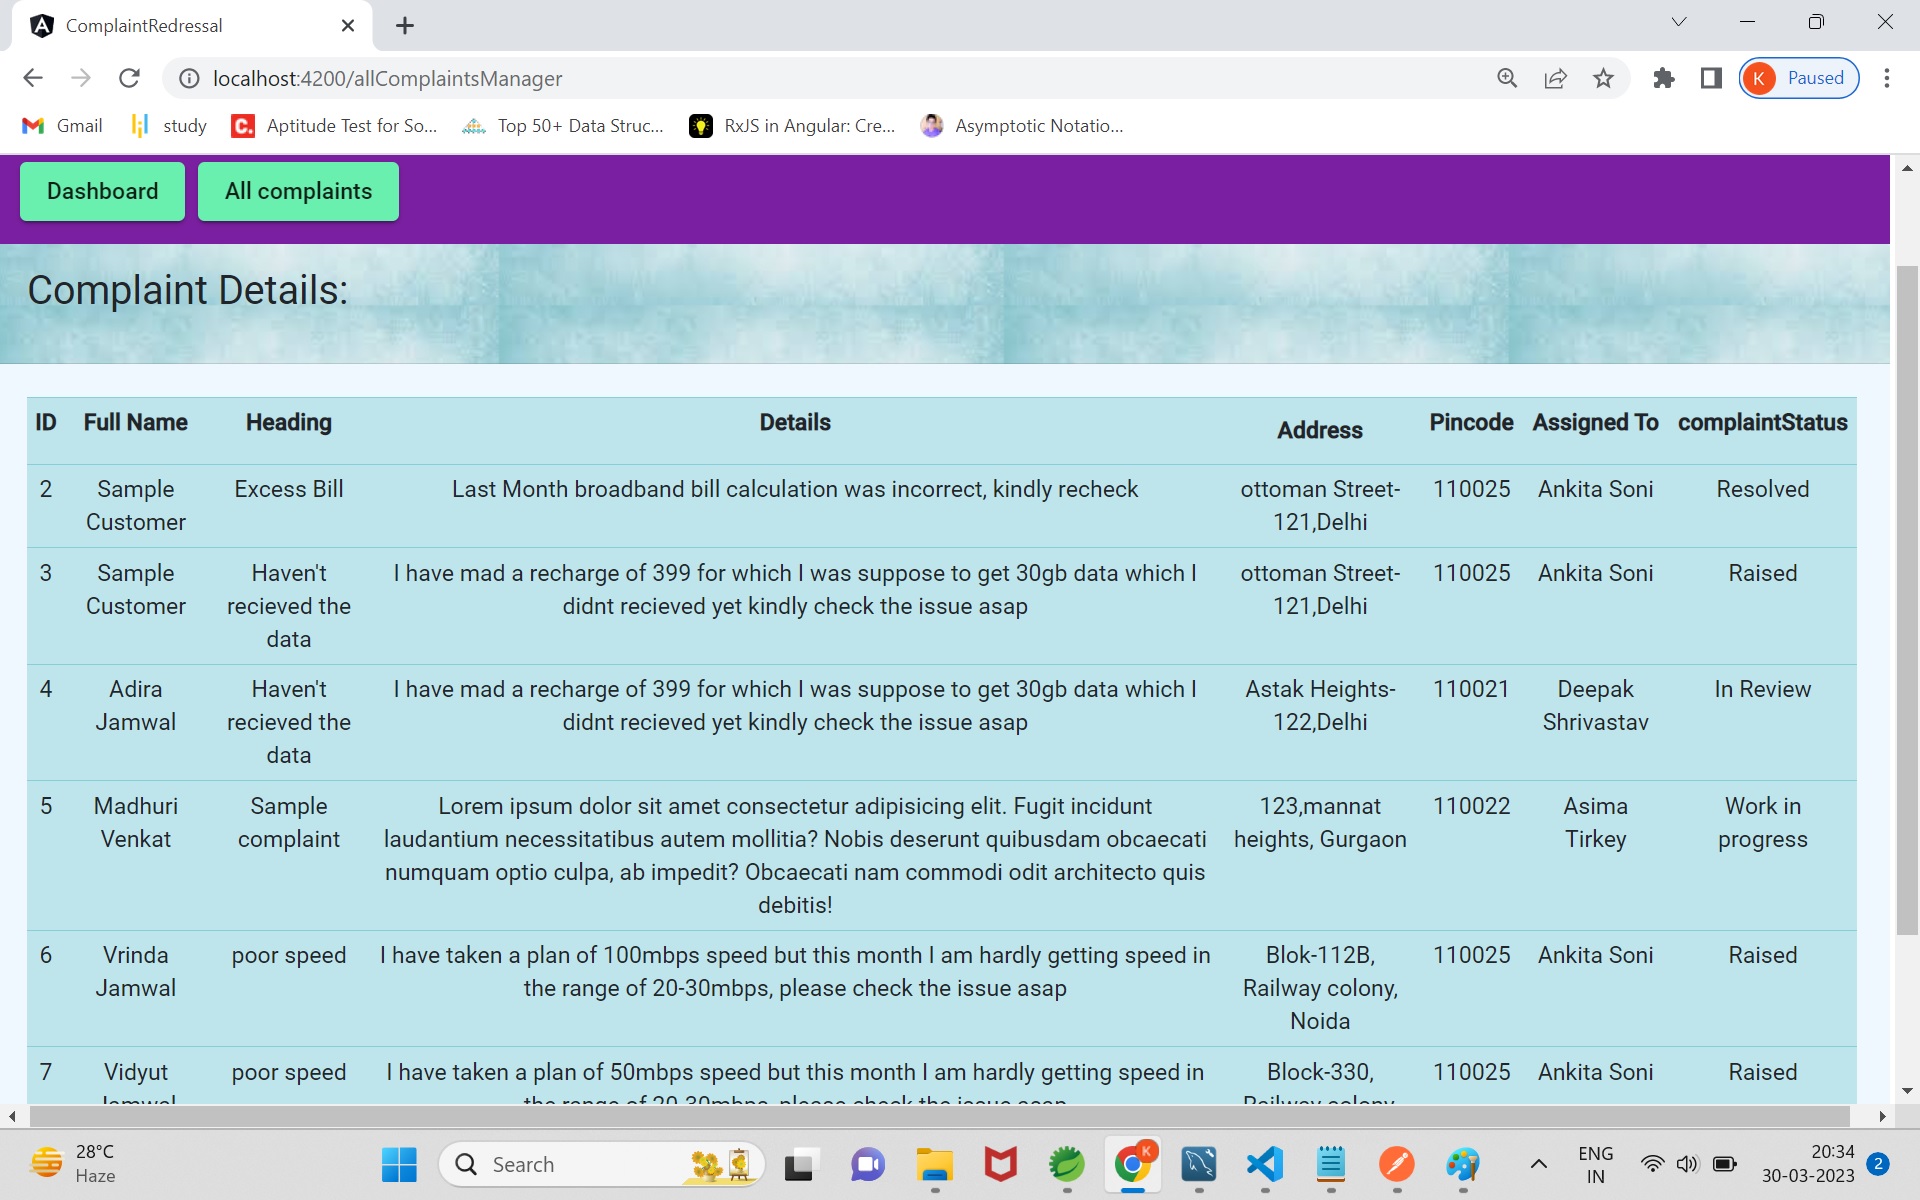 ComplaintRedressal
localhost:4200/allComplaintsManager
K Paused
Gmail study C. Aptitude Test for So... Top 50+ Data Struc... RxJS in Angular: Cre... Asymptotic Notatio...
Dashboard All complaints
Complaint Details:
ID Full Name Heading Details Address Pincode Assigned To complaintStatus
2 Sample Excess Bill Last Month broadband bill calculation was incorrect, kindly recheck ottoman Street- 110025 Ankita Soni Resolved
Customer 121,Delhi
3 Sample Haven't I have mad a recharge of 399 for which I was suppose to get 30gb data which I ottoman Street- 110025 Ankita Soni Raised
Customer recieved the didnt recieved yet kindly check the issue asap 121,Delhi
data
4 Adira Haven't I have mad a recharge of 399 for which I was suppose to get 30gb data which I Astak Heights- 110021 Deepak In Review
Jamwal recieved the didnt recieved yet kindly check the issue asap 122,Delhi Shrivastav
data
5 Madhuri Sample Lorem ipsum dolor sit amet consectetur adipisicing elit. Fugit incidunt 123,mannat 110022 Asima Work in
Venkat complaint laudantium necessitatibus autem mollitia? Nobis deserunt quibusdam obcaecati heights, Gurgaon Tirkey progress
numquam optio culpa, ab impedit? Obcaecati nam commodi odit architecto quis
debitis!
6 Vrinda poor speed I have taken a plan of 100mbps speed but this month I am hardly getting speed in Blok-112B, 110025 Ankita Soni Raised
Jamwal the range of 20-30mbps, please check the issue asap Railway colony,
Noida
7 Vidyut poor speed I have taken a plan of 50mbps speed but this month I am hardly getting speed in Block-330, 110025 Ankita Soni Raised
Jamwal the range of 20-30mbps, please check the issue asap Railway colony,
28°C
Haze
Search
K
ENG
IN
20:34
30-03-2023
2